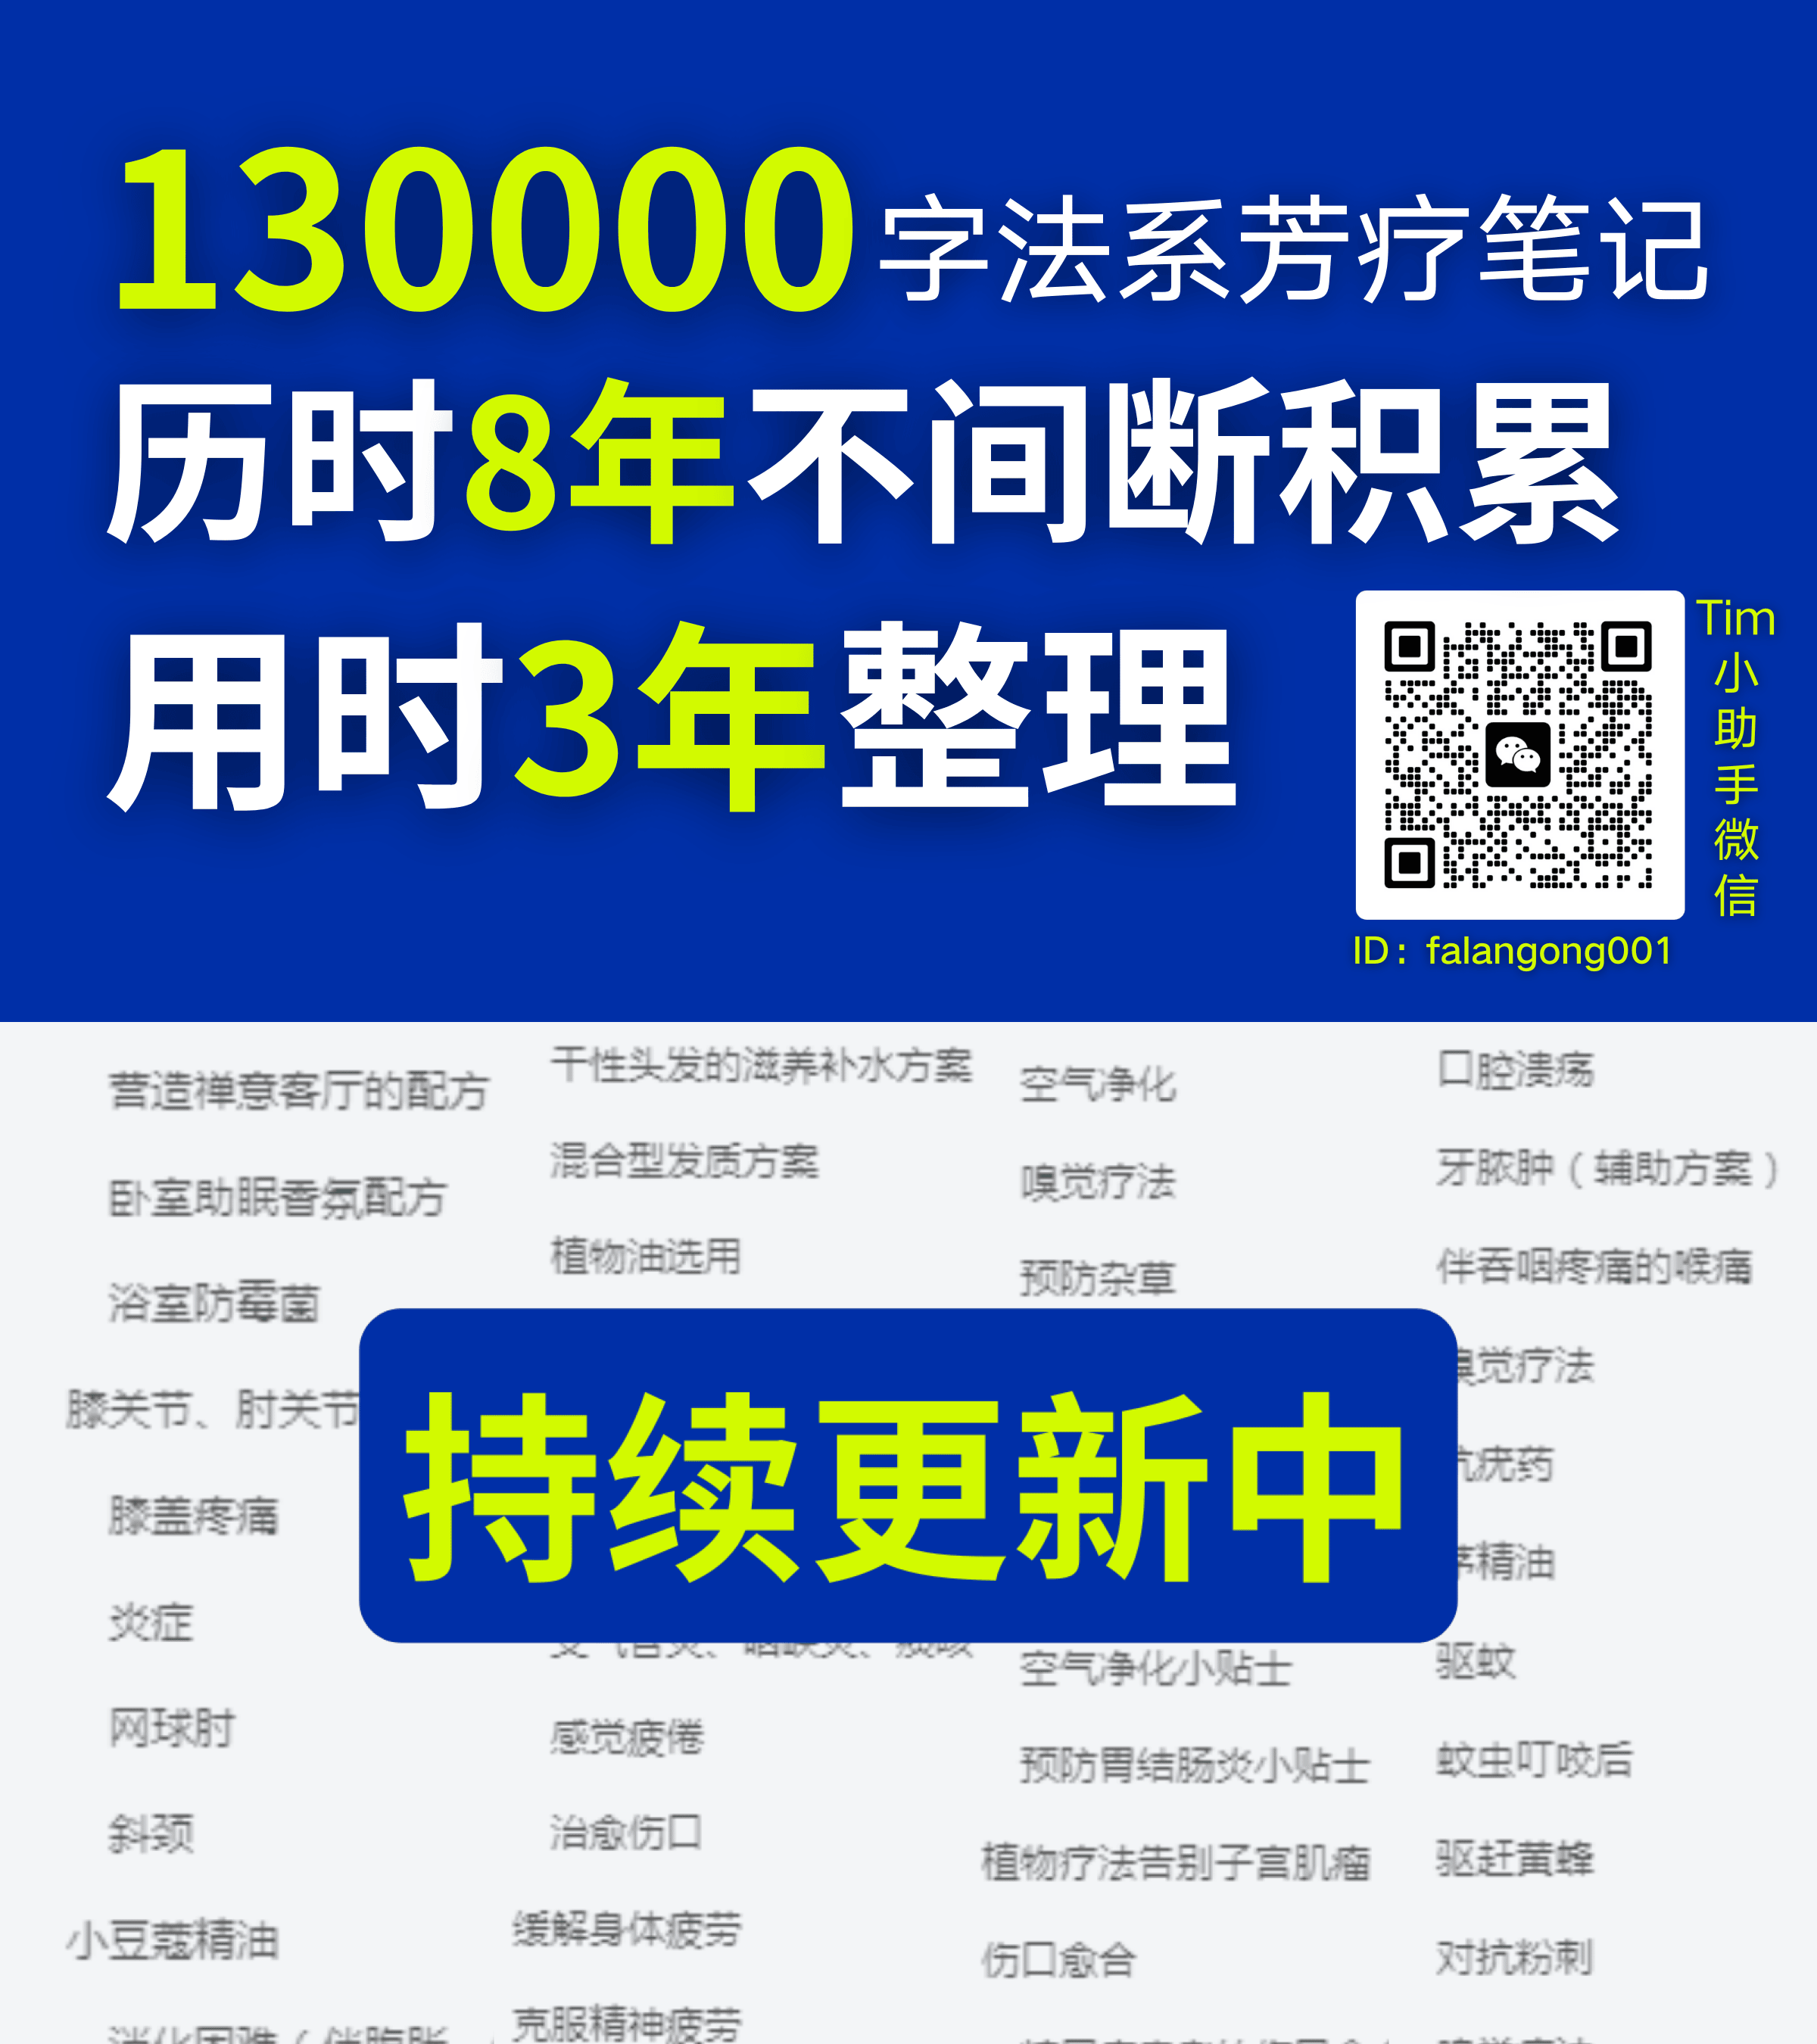 130000字法系芳疗笔记
历时8年不间断积累
用时3年整理
Tim小助手微信
ID：falangong001
营造禅意客厅的配方
卧室助眠香氛配方
浴室防霉菌
膝关节、肘关节
膝盖疼痛
炎症
网球肘
斜颈
小豆蔻精油
干性头发的滋养补水方案
混合型发质方案
植物油选用
持续更新中
感觉疲倦
治愈伤口
缓解身体疲劳
克服精神疲劳
空气净化
嗅觉疗法
预防杂草
空气净化小贴士
预防胃结肠炎小贴士
植物疗法告别子宫肌瘤
伤口愈合
口腔溃疡
牙脓肿（辅助方案）
伴吞咽疼痛的喉痛
嗅觉疗法
抗疣药
茅精油
驱蚊
蚊虫叮咬后
驱赶黄蜂
对抗粉刺